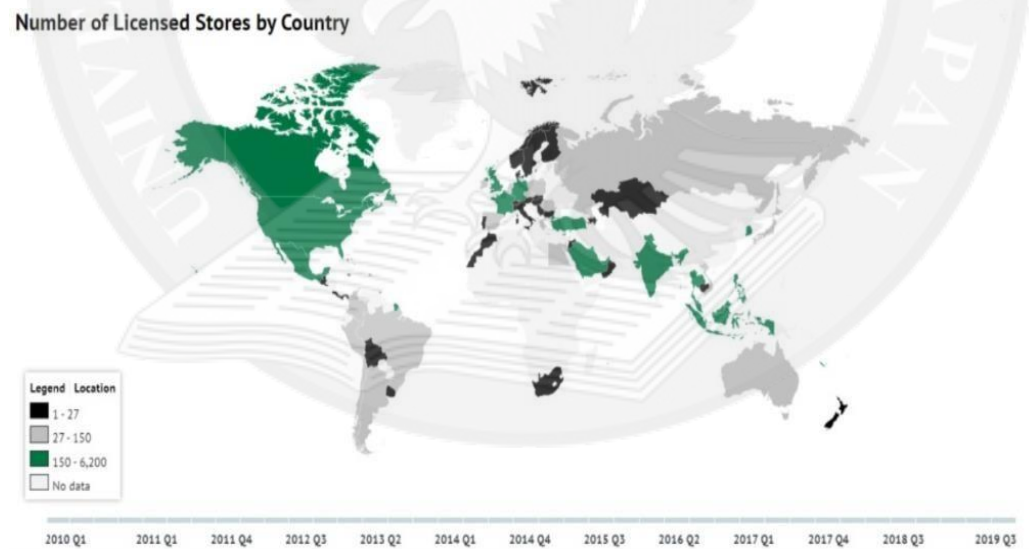 Number of Licensed Stores by Country
Legend Location
1 - 27
27 - 150
150 - 6,200
No data
2010 Q1 2011 Q1 2011 Q4 2012 Q3 2013 Q2 2014 Q1 2014 Q4 2015 Q3 2016 Q2 2017 Q1 2017 Q4 2018 Q3 2019 Q3